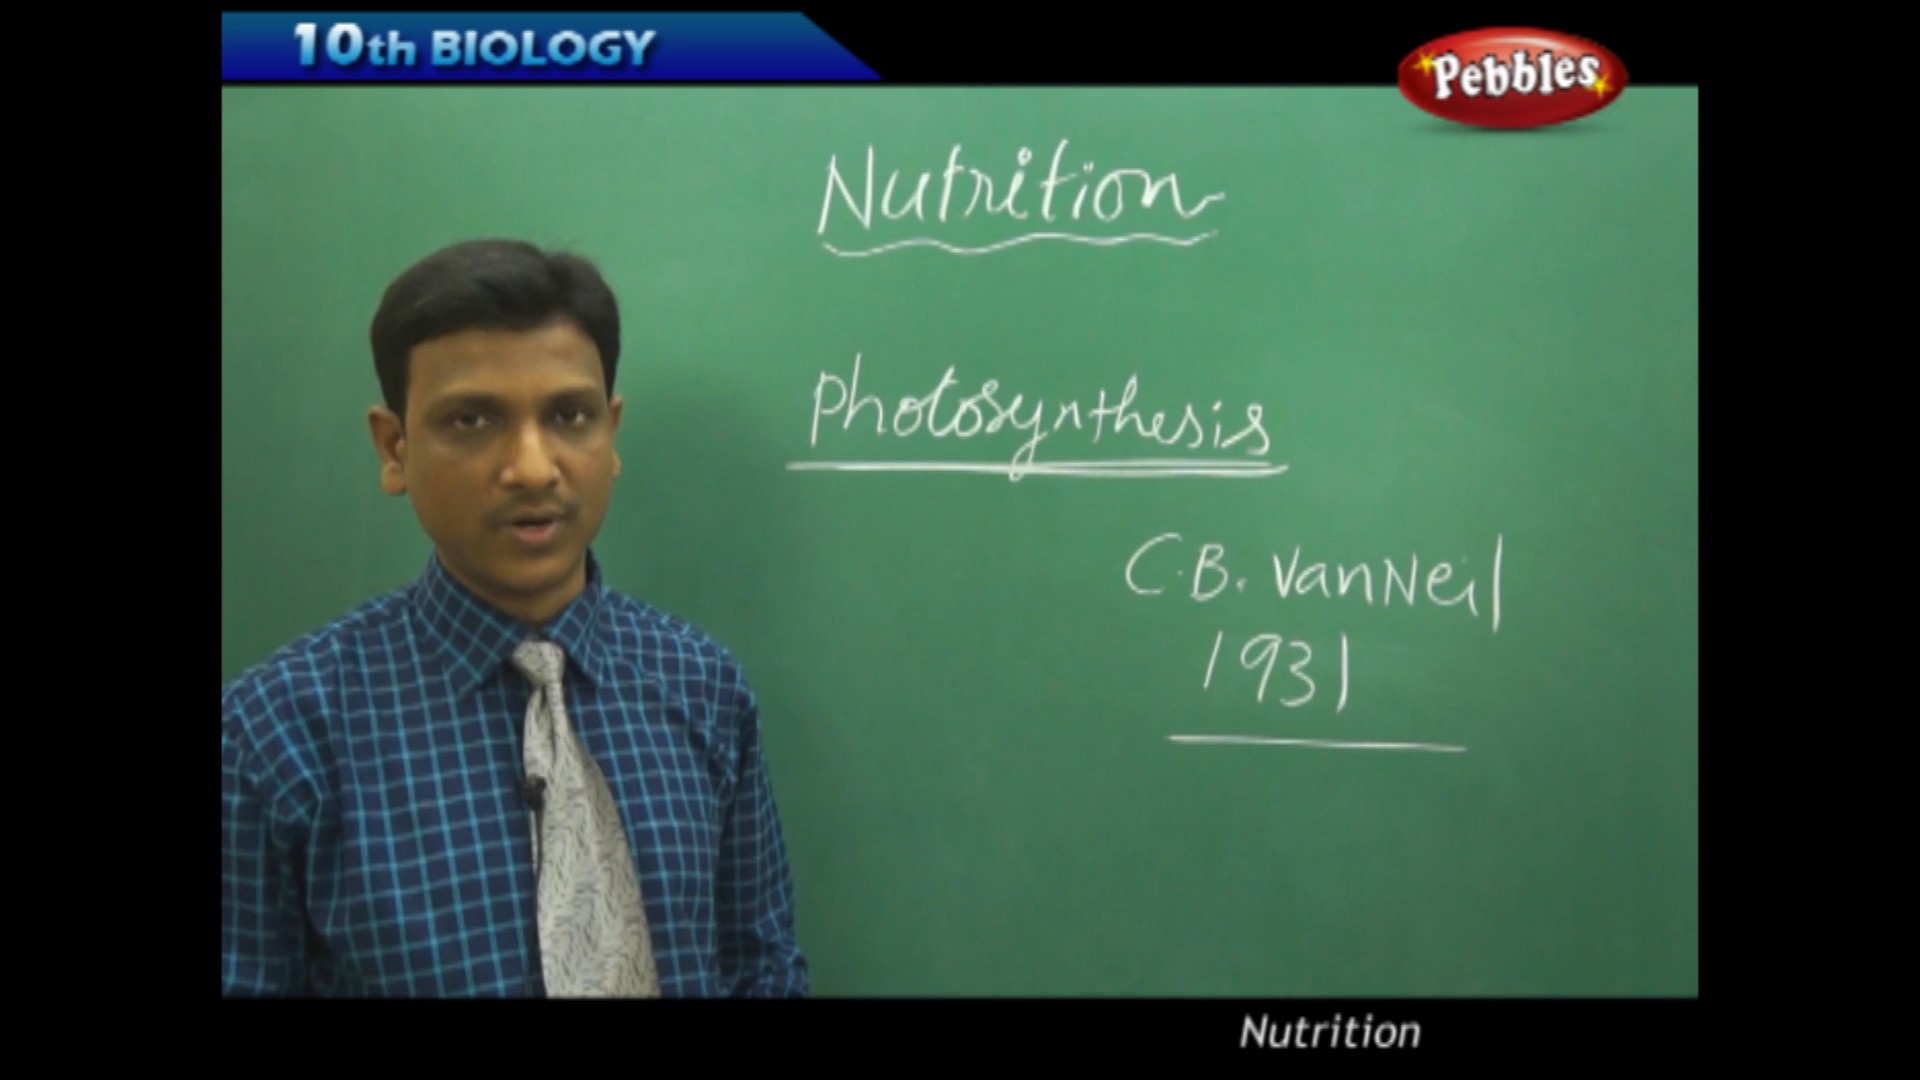 10th BIOLOGY
Pebbles
Nutrition
Photosynthesis
C.B. VanNeil
1931
Nutrition